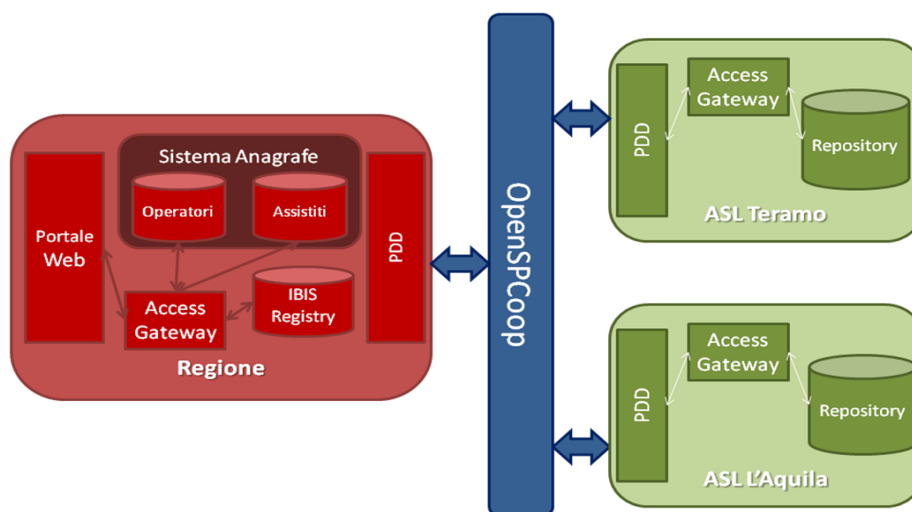 Sistema Anagrafe
Operatori
Assistiti
Portale
Web
PDD
Access
Gateway
IBIS
Registry
Regione
OpenSPCoop
PDD
Access
Gateway
Repository
ASL Teramo
PDD
Access
Gateway
Repository
ASL L'Aquila